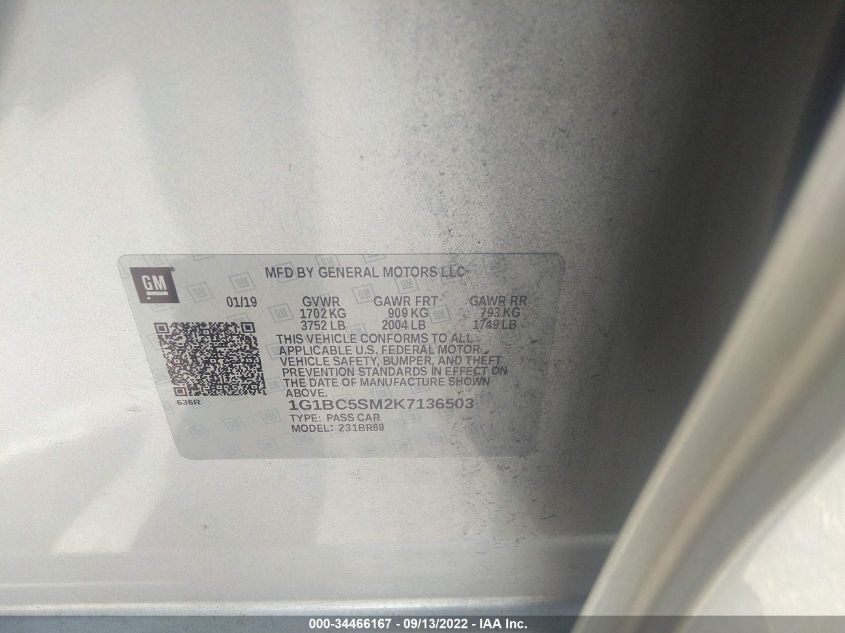 GM
MFD BY GENERAL MOTORS LLC
01/19 GVWR GAWR FRT GAWR RR
1702 KG 909 KG 793 KG
3752 LB 2004 LB 1749 LB
THIS VEHICLE CONFORMS TO ALL
APPLICABLE U.S. FEDERAL MOTOR
VEHICLE SAFETY, BUMPER, AND THEFT
PREVENTION STANDARDS IN EFFECT ON
THE DATE OF MANUFACTURE SHOWN
ABOVE.
636R
1G1BC5SM2K7136503
TYPE: PASS CAR
MODEL: 231BR69
000-34466167 - 09/13/2022 - IAA Inc.